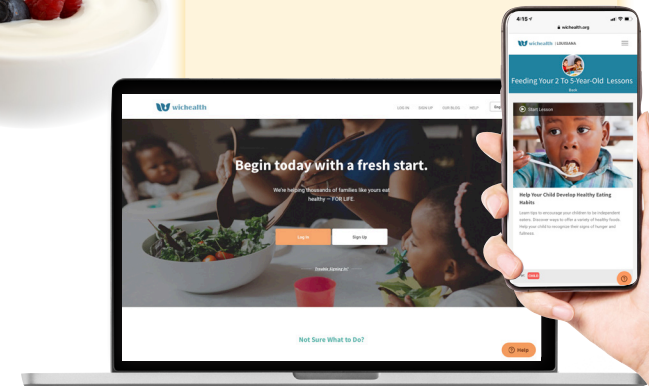 wichealth
LOG IN SIGN UP OUR BLOG HELP
Begin today with a fresh start.
We're helping thousands of families like yours eat
healthy — FOR LIFE.
Log In Sign Up
Not Sure What to Do?
Help
4:15
wichealth.org
wichealth LOUISIANA
Feeding Your 2 To 5-Year-Old Lessons
Back
Start Lesson
Help Your Child Develop Healthy Eating
Habits
Learn tips to encourage your children to be independent
eaters. Discover ways to offer a variety of healthy foods.
Help your child to recognize their signs of hunger and
fullness.